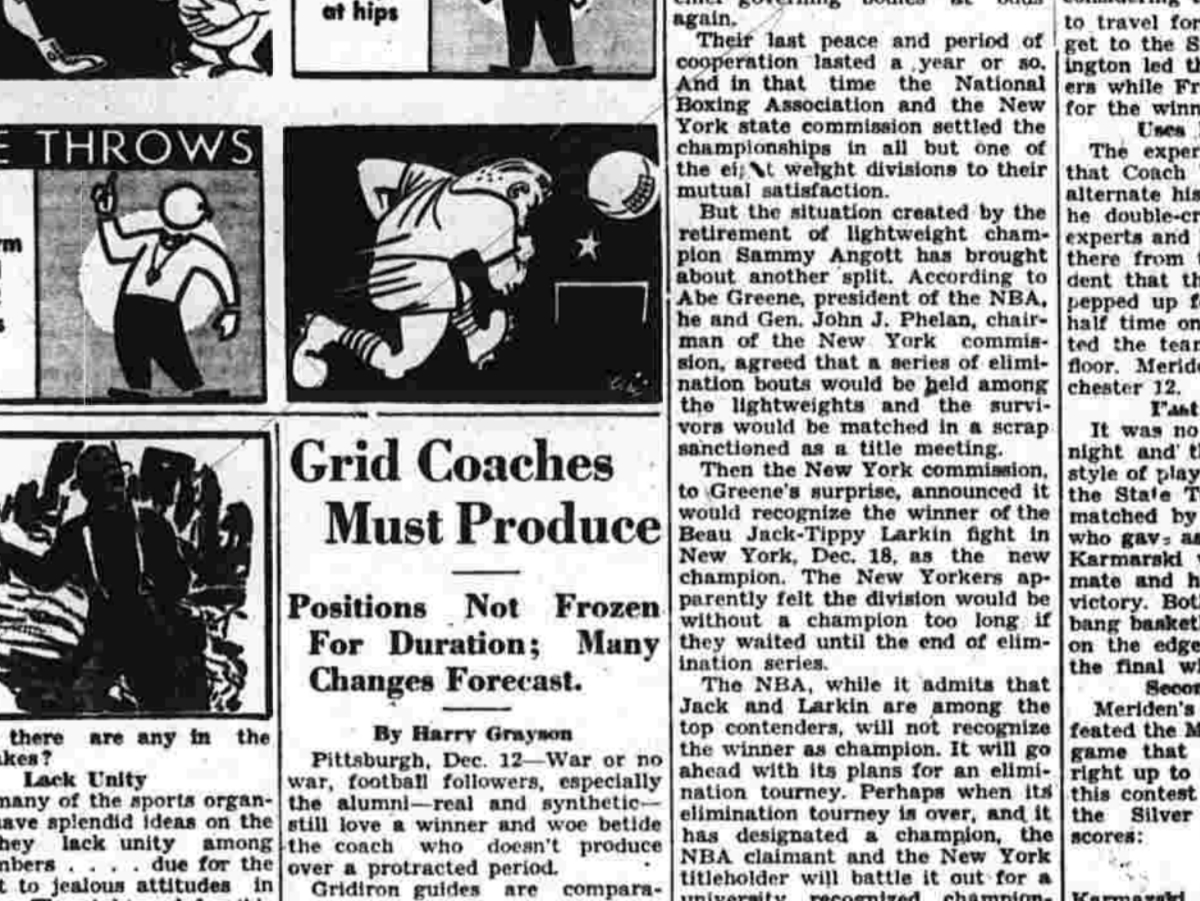 at hips
THROWS
there are any in the
Lack Unity
many of the sports organ-
have splendid ideas on the
they lack unity among
. . . . due for the
to jealous attitudes in
Grid Coaches
Must Produce
Positions Not Frozen
For Duration; Many
Changes Forecast.
By Harry Grayson
Pittsburgh, Dec. 12—War or no
war, football followers, especially
the alumni—real and synthetic—
still love a winner and woe betide
the coach who doesn't produce
over a protracted period.
Gridiron guides are compara-
again.
Their last peace and period of
cooperation lasted a year or so.
And in that time the National
Boxing Association and the New
York state commission settled the
championships in all but one of
the weight divisions to their
mutual satisfaction.
But the situation created by the
retirement of lightweight cham-
pion Sammy Angott has brought
about another split. According to
Abe Greene, president of the NBA,
he and Gen. John J. Phelan, chair-
man of the New York commis-
sion, agreed that a series of elimi-
nation bouts would be held among
the lightweights and the survi-
vors would be matched in a scrap
sanctioned as a title meeting.
Then the New York commission,
to Greene's surprise, announced it
would recognize the winner of the
Beau Jack-Tippy Larkin fight in
New York, Dec. 18, as the new
champion. The New Yorkers ap-
parently felt the division would be
without a champion too long if
they waited until the end of elim-
ination series.
The NBA, while it admits that
Jack and Larkin are among the
top contenders, will not recognize
the winner as champion. It will go
ahead with its plans for an elimi-
nation tourney. Perhaps when its
elimination tourney is over, and it
has designated a champion, the
NBA claimant and the New York
titleholder will battle it out for a
university recognized champion-
to travel for
get to the S
ington led th
ers while Fr
for the winn
Uses
The exper
that Coach
alternate his
he double-cr
experts and
there from t
dent that th
pepped up f
half time on
ted the tear
floor. Meride
chester 12.
Fast
It was no
night and th
style of play
the State T
matched by
who gave as
Karmarski
mate and h
victory. Bot
bang basketl
on the edge
the final w
Secon
Meriden's
feated the M
game that
right up to
this contest
the Silver
scores:
Karmarski